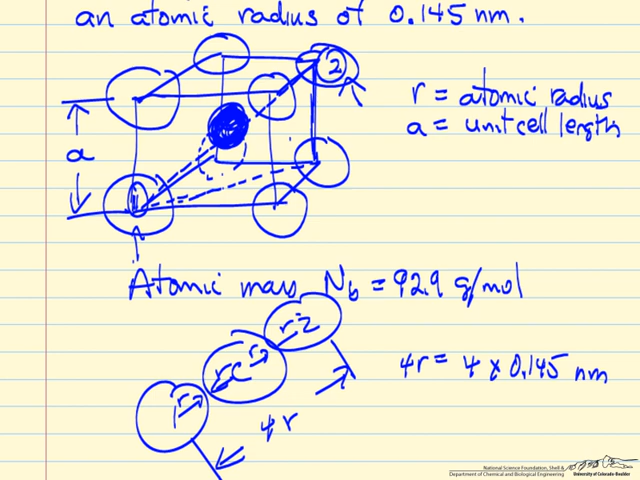 an atomic radius of 0.145 nm.
2
r = atomic radius
a = unit cell length
a
1
Atomic mass Nb = 92.9 g/mol
r 2
r C r
1 r
4r = 4 x 0.145 nm
4r
National Science Foundation, Shell &
Department of Chemical and Biological Engineering
University of Colorado Boulder